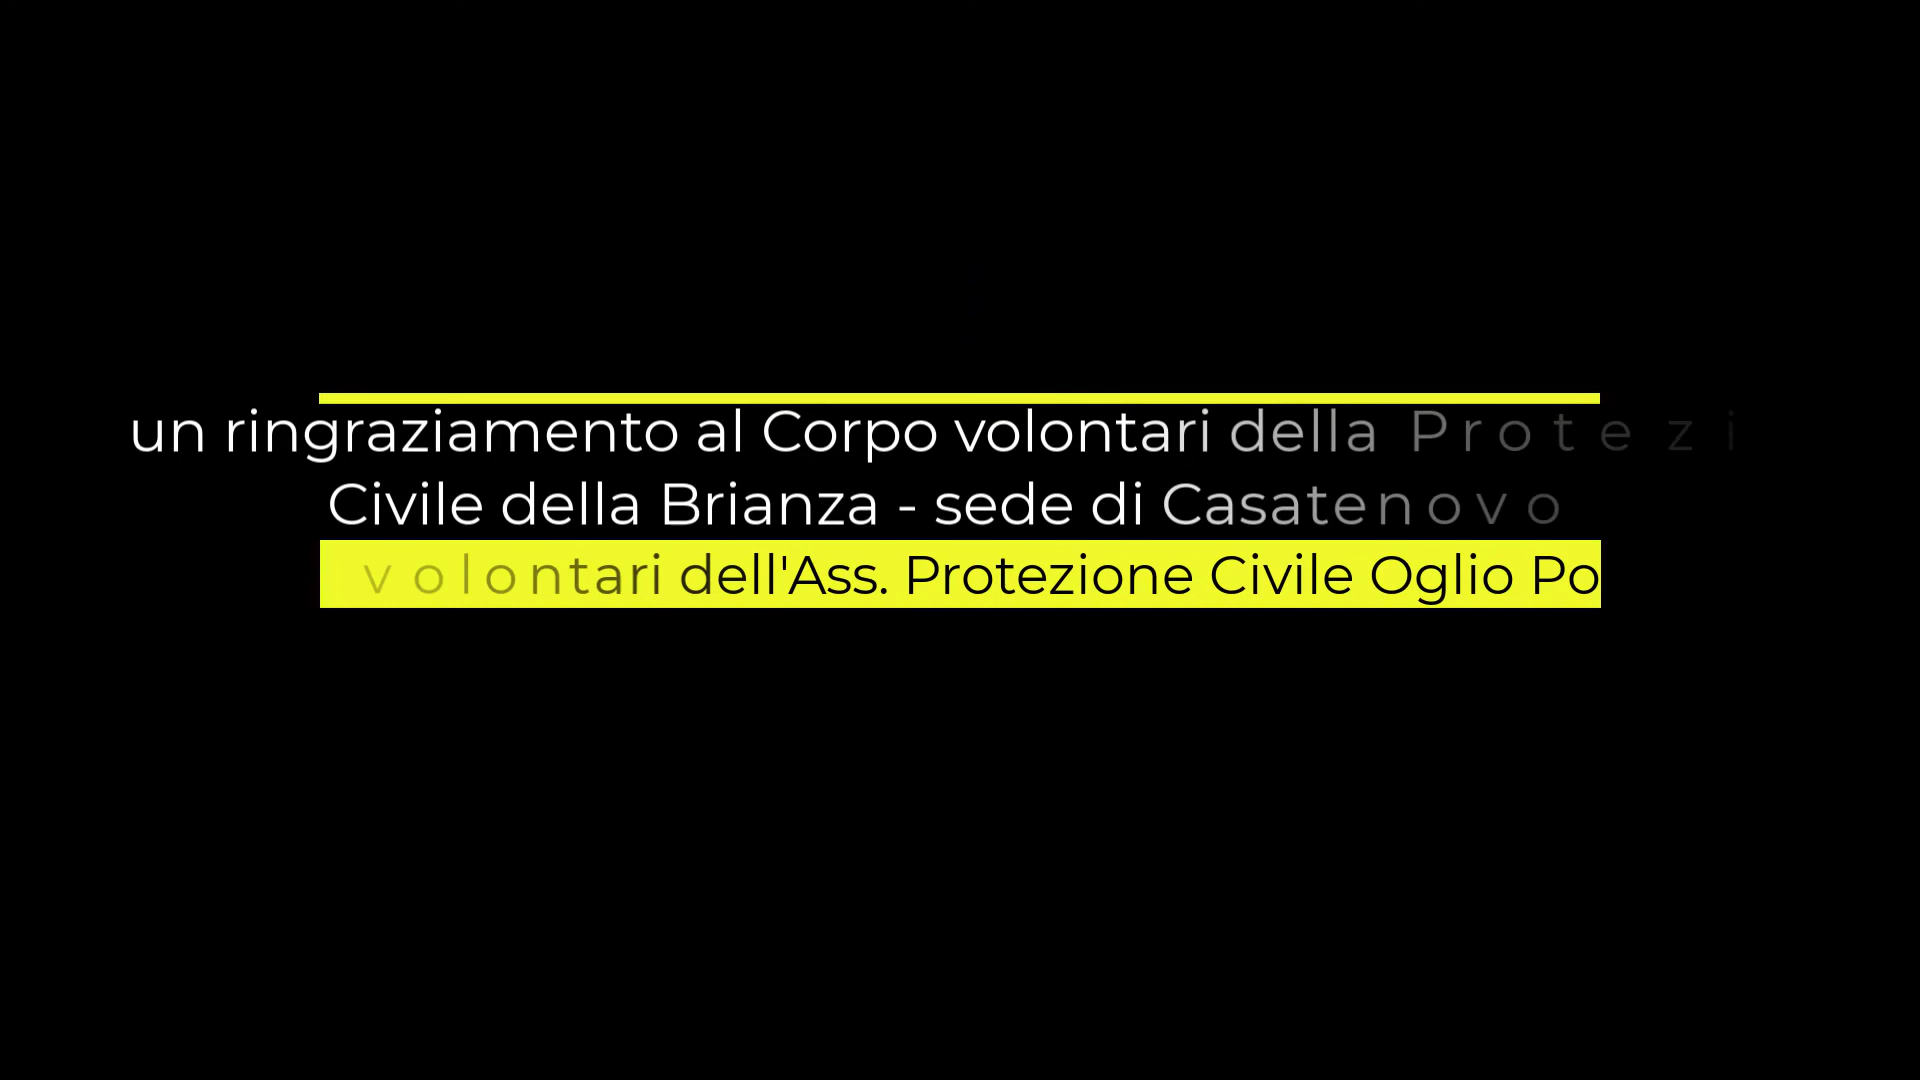 un ringraziamento al Corpo volontari della Protezi
Civile della Brianza - sede di Casatenovo
volontari dell'Ass. Protezione Civile Oglio Po